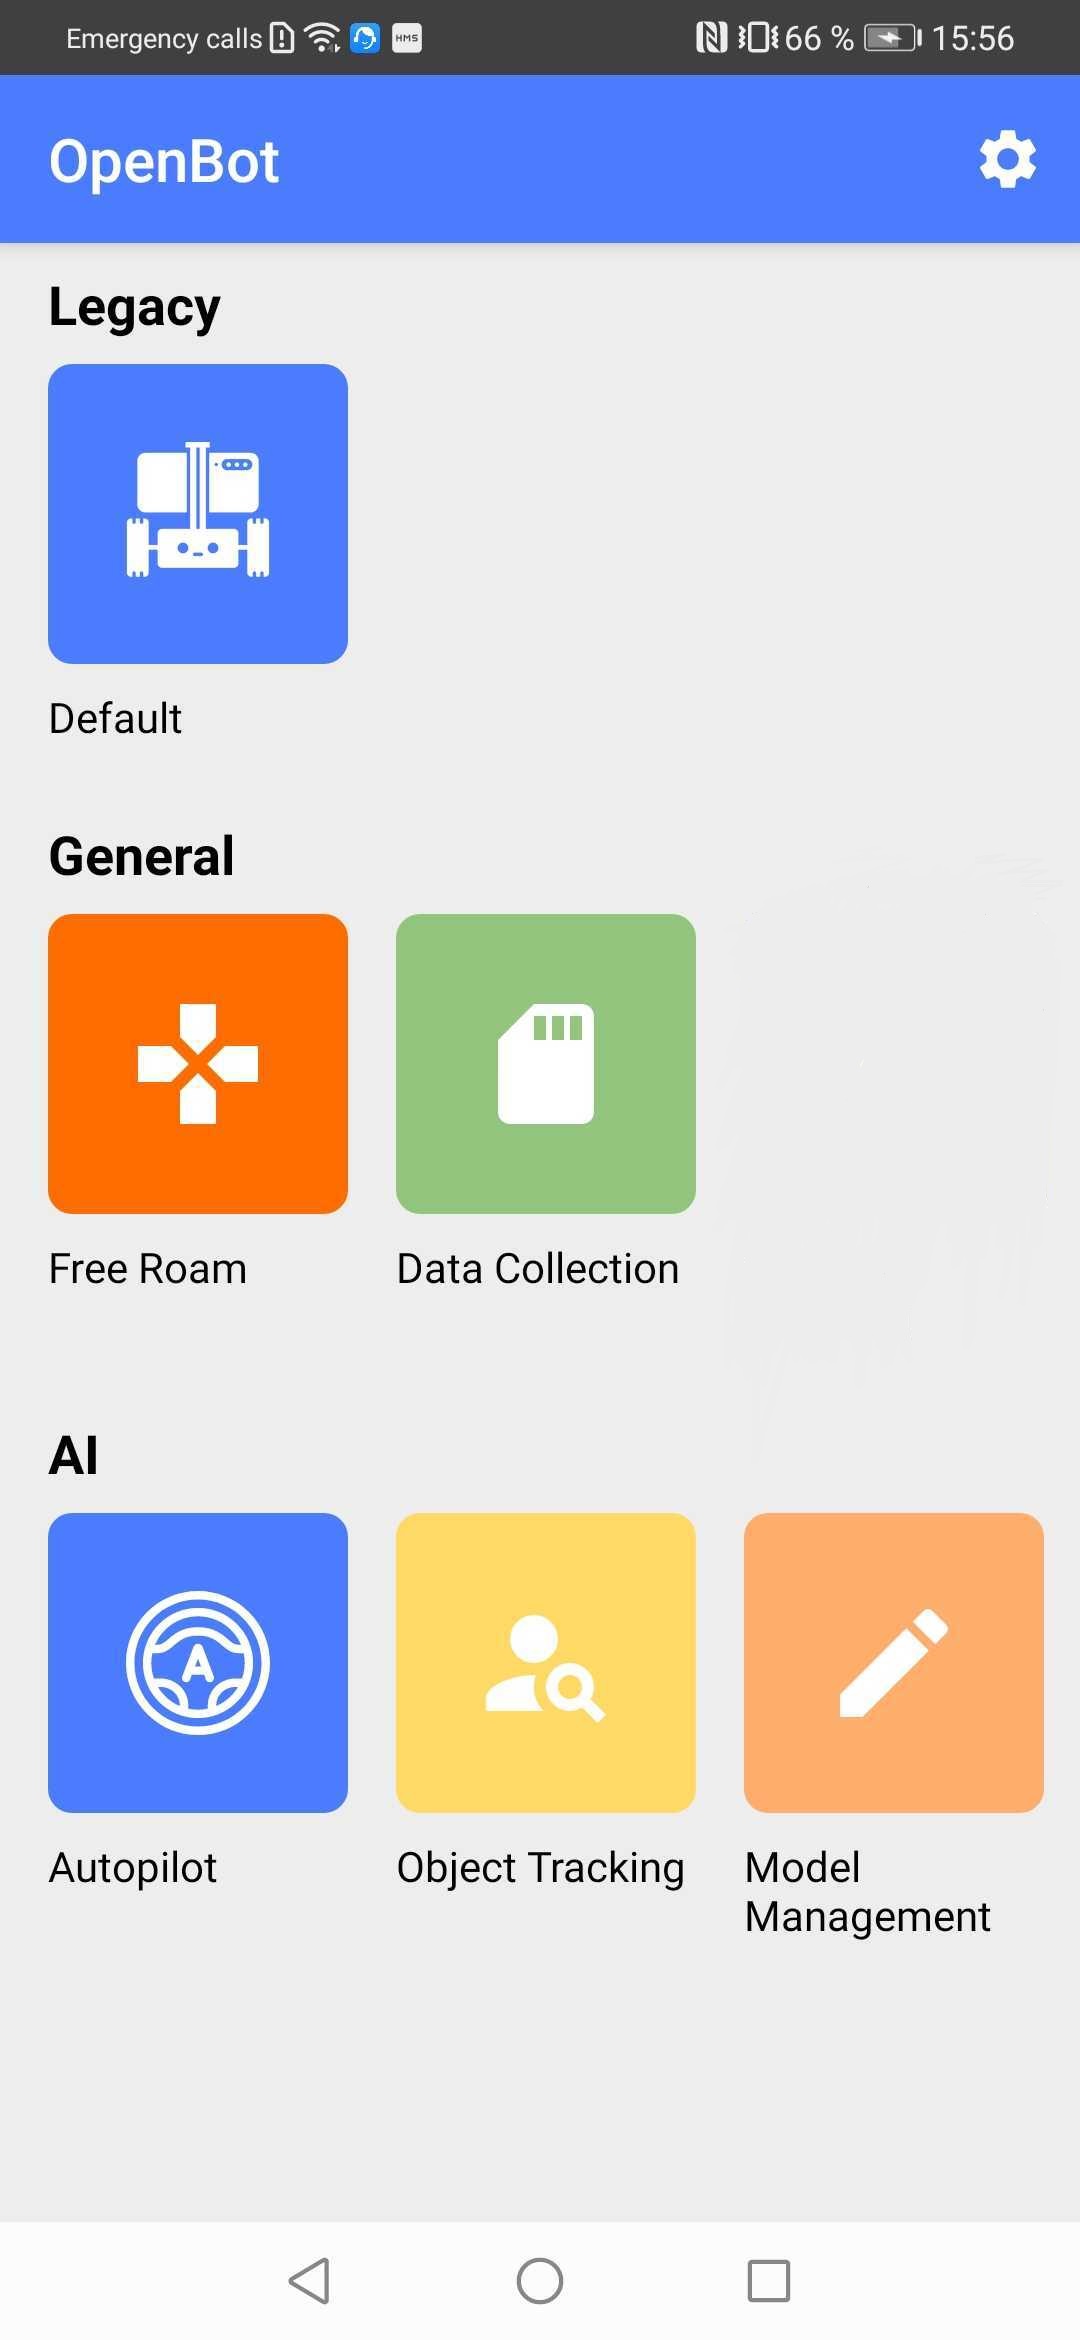 Emergency calls HMS 66 % 15:56
OpenBot
Legacy
Default
General
Free Roam Data Collection
AI
A
Autopilot Object Tracking Model
Management